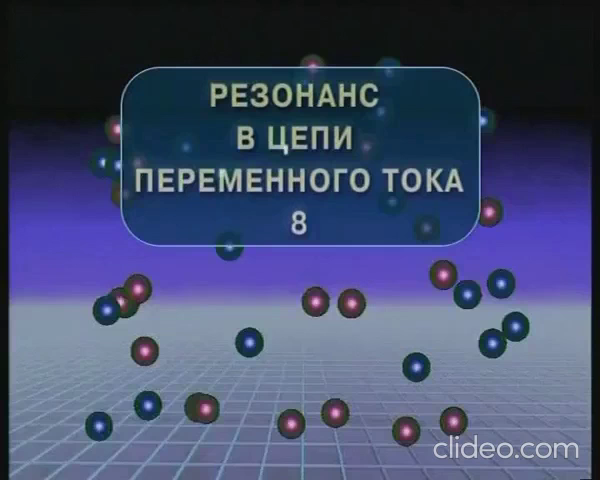 РЕЗОНАНС
В ЦЕПИ
ПЕРЕМЕННОГО ТОКА
8
clideo.com